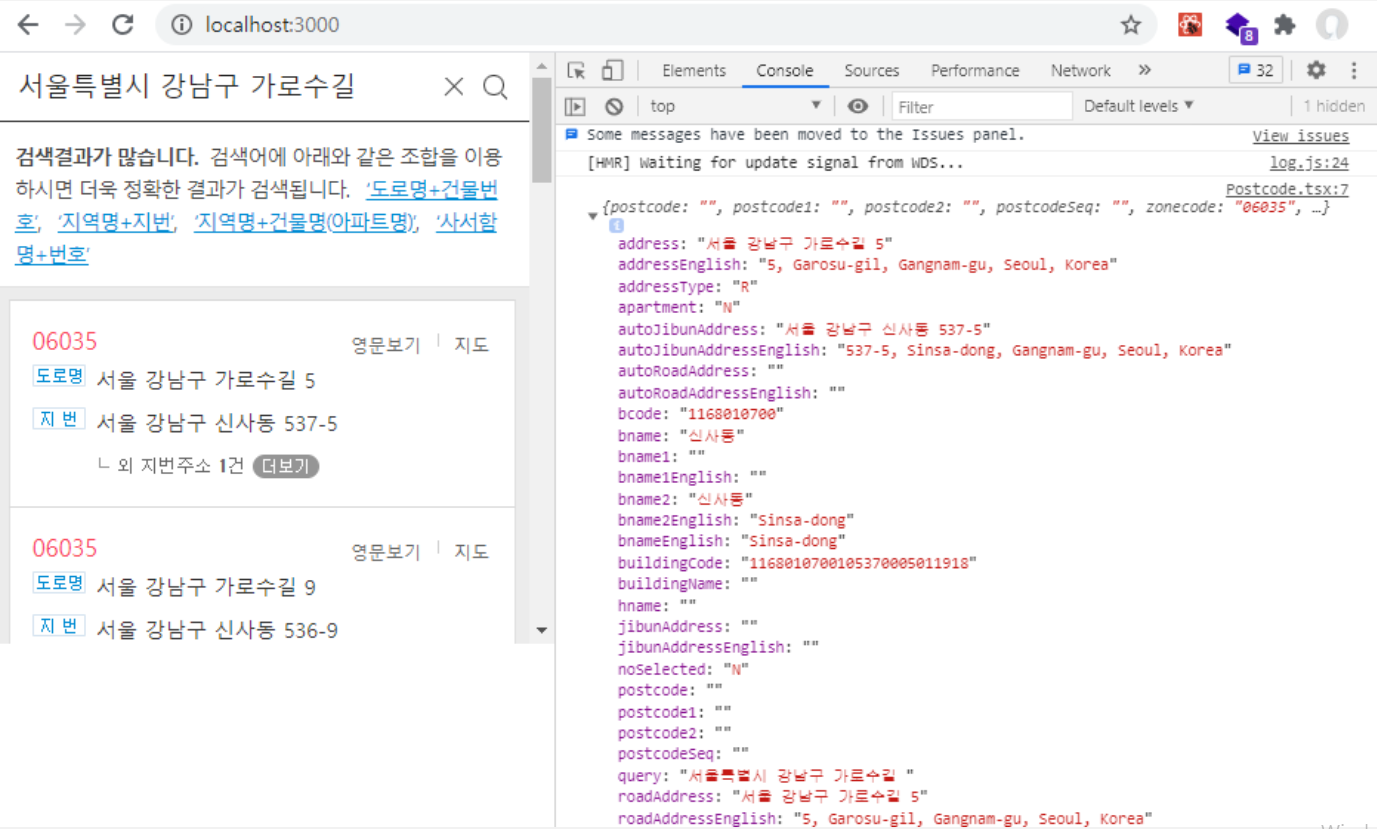 localhost:3000
8
서울특별시 강남구 가로수길
검색결과가 많습니다. 검색어에 아래와 같은 조합을 이용
하시면 더욱 정확한 결과가 검색됩니다. '도로명+건물번
호', '지역명+지번', '지역명+건물명(아파트명)', '사서함
명+번호'
06035 영문보기 지도
도로명 서울 강남구 가로수길 5
지 번 서울 강남구 신사동 537-5
ㄴ 외 지번주소 1건 더보기
06035 영문보기 지도
도로명 서울 강남구 가로수길 9
지 번 서울 강남구 신사동 536-9
Elements Console Sources Performance Network » 32
top Filter Default levels 1 hidden
Some messages have been moved to the Issues panel. View issues
[HMR] Waiting for update signal from WDS... log.js:24
Postcode.tsx:7
{postcode: "", postcode1: "", postcode2: "", postcodeSeq: "", zonecode: "06035", …}
i
address: "서울 강남구 가로수길 5"
addressEnglish: "5, Garosu-gil, Gangnam-gu, Seoul, Korea"
addressType: "R"
apartment: "N"
autoJibunAddress: "서울 강남구 신사동 537-5"
autoJibunAddressEnglish: "537-5, Sinsa-dong, Gangnam-gu, Seoul, Korea"
autoRoadAddress: ""
autoRoadAddressEnglish: ""
bcode: "1168010700"
bname: "신사동"
bname1: ""
bname1English: ""
bname2: "신사동"
bname2English: "Sinsa-dong"
bnameEnglish: "Sinsa-dong"
buildingCode: "1168010700105370005011918"
buildingName: ""
hname: ""
jibunAddress: ""
jibunAddressEnglish: ""
noSelected: "N"
postcode: ""
postcode1: ""
postcode2: ""
postcodeSeq: ""
query: "서울특별시 강남구 가로수길 "
roadAddress: "서울 강남구 가로수길 5"
roadAddressEnglish: "5, Garosu-gil, Gangnam-gu, Seoul, Korea"